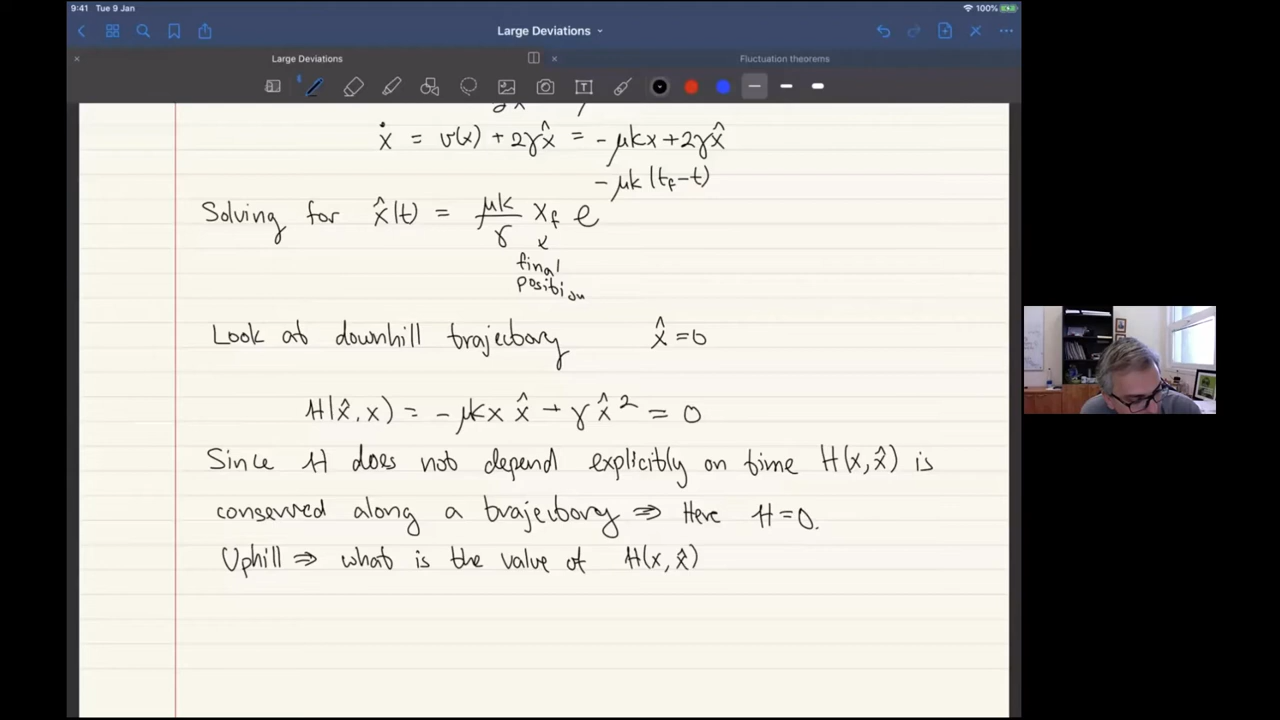 9:41 Tue 9 Jan 100%
Large Deviations
Large Deviations Fluctuation theorems
ẋ = v(x) + 2γx̂ = - μkx + 2γx̂
Solving for x̂(t) = μk/γ x_f e^{-μk(t_f-t)}
final
position
Look at downhill trajectory x̂ = 0
H(x̂, x) = - μkx x̂ + γ x̂² = 0
Since H does not depend explicitly on time H(x, x̂) is
conserved along a trajectory ⇒ Here H = 0.
Uphill ⇒ what is the value of H(x, x̂)